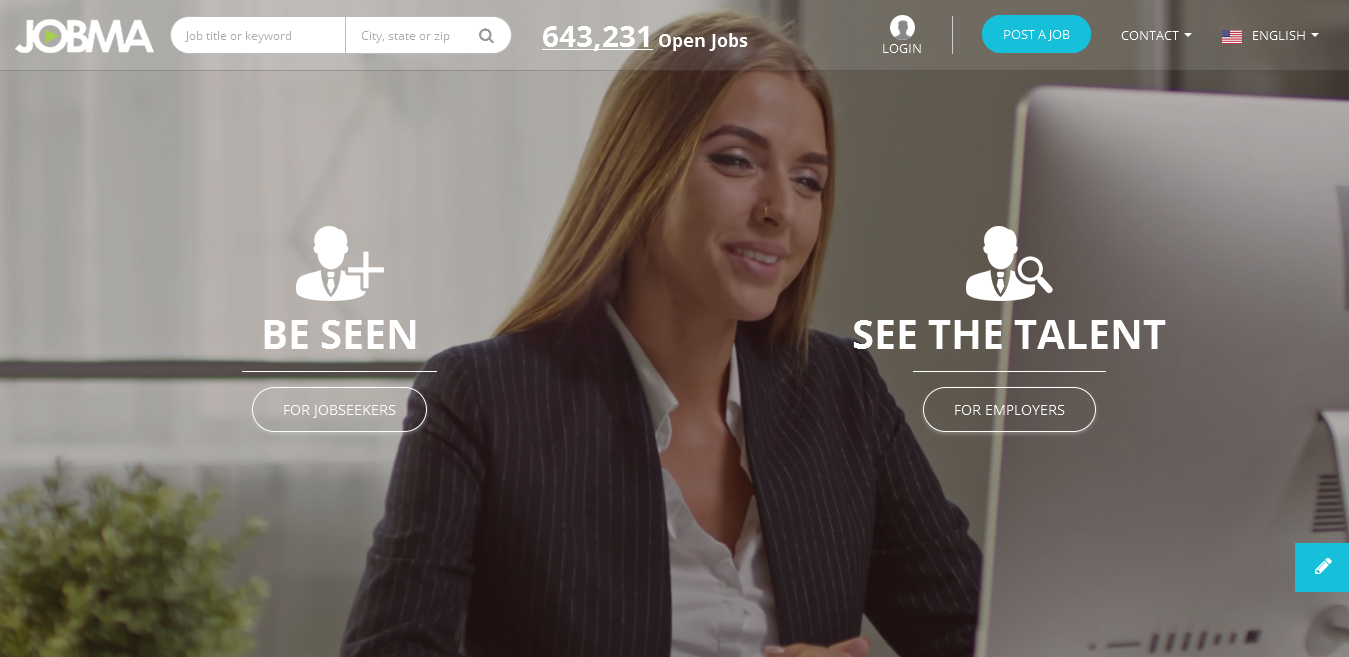 JOBMA
Job title or keyword
City, state or zip
643,231 Open Jobs
LOGIN
POST A JOB
CONTACT
ENGLISH
BE SEEN
FOR JOBSEEKERS
SEE THE TALENT
FOR EMPLOYERS